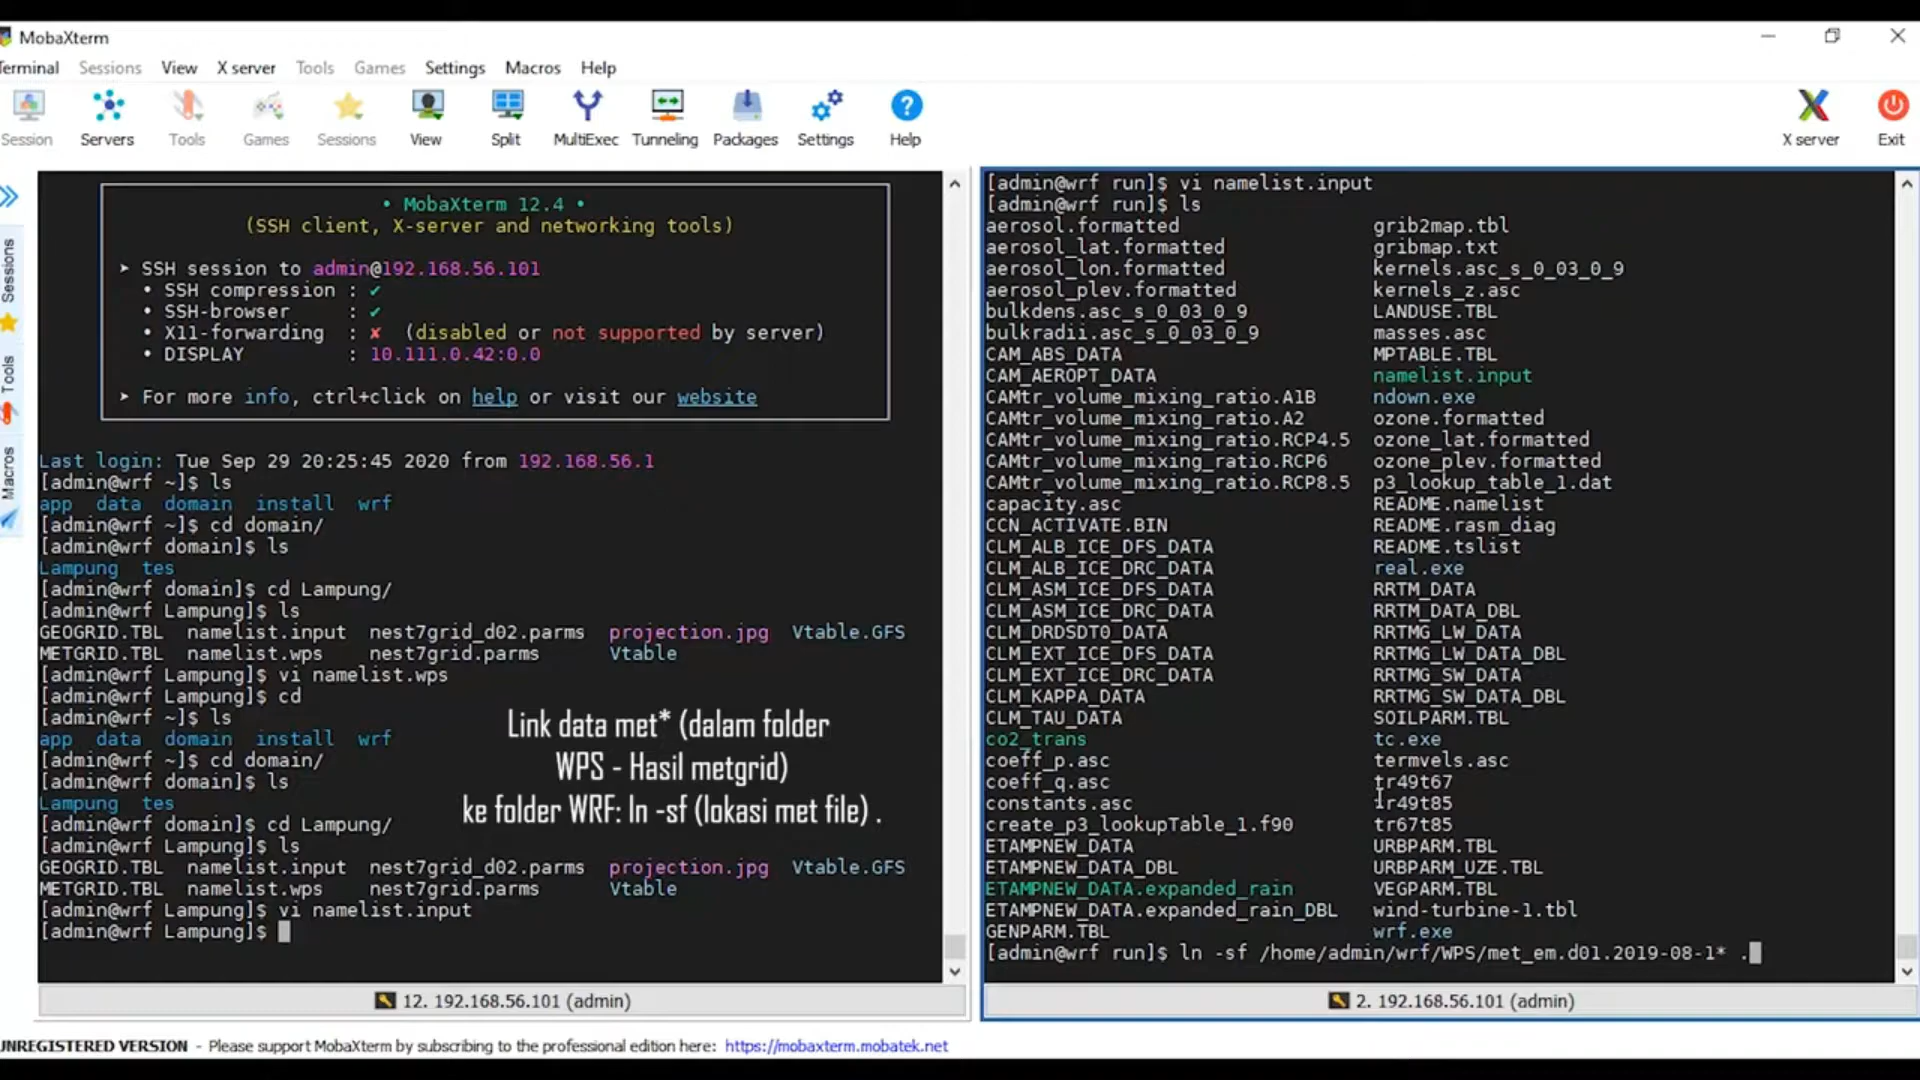 MobaXterm
Terminal Sessions View X server Tools Games Settings Macros Help
Session Servers Tools Games Sessions View Split MultiExec Tunneling Packages Settings Help X server Exit
Sessions
Tools
Macros
• MobaXterm 12.4 •
(SSH client, X-server and networking tools)
➤ SSH session to admin@192.168.56.101
• SSH compression : ✔
• SSH-browser : ✔
• X11-forwarding : ✘ (disabled or not supported by server)
• DISPLAY : 10.111.0.42:0.0
➤ For more info, ctrl+click on help or visit our website
Last login: Tue Sep 29 20:25:45 2020 from 192.168.56.1
[admin@wrf ~]$ ls
app data domain install wrf
[admin@wrf ~]$ cd domain/
[admin@wrf domain]$ ls
Lampung tes
[admin@wrf domain]$ cd Lampung/
[admin@wrf Lampung]$ ls
GEOGRID.TBL namelist.input nest7grid_d02.parms projection.jpg Vtable.GFS
METGRID.TBL namelist.wps nest7grid.parms Vtable
[admin@wrf Lampung]$ vi namelist.wps
[admin@wrf Lampung]$ cd
[admin@wrf ~]$ ls
app data domain install wrf
[admin@wrf ~]$ cd domain/
[admin@wrf domain]$ ls
Lampung tes
[admin@wrf domain]$ cd Lampung/
[admin@wrf Lampung]$ ls
GEOGRID.TBL namelist.input nest7grid_d02.parms projection.jpg Vtable.GFS
METGRID.TBL namelist.wps nest7grid.parms Vtable
[admin@wrf Lampung]$ vi namelist.input
[admin@wrf Lampung]$
Link data met* (dalam folder
WPS - Hasil metgrid)
ke folder WRF: ln -sf (lokasi met file) .
12. 192.168.56.101 (admin)
[admin@wrf run]$ vi namelist.input
[admin@wrf run]$ ls
aerosol.formatted grib2map.tbl
aerosol_lat.formatted gribmap.txt
aerosol_lon.formatted kernels.asc_s_0_03_0_9
aerosol_plev.formatted kernels_z.asc
bulkdens.asc_s_0_03_0_9 LANDUSE.TBL
bulkradii.asc_s_0_03_0_9 masses.asc
CAM_ABS_DATA MPTABLE.TBL
CAM_AEROPT_DATA namelist.input
CAMtr_volume_mixing_ratio.A1B ndown.exe
CAMtr_volume_mixing_ratio.A2 ozone.formatted
CAMtr_volume_mixing_ratio.RCP4.5 ozone_lat.formatted
CAMtr_volume_mixing_ratio.RCP6 ozone_plev.formatted
CAMtr_volume_mixing_ratio.RCP8.5 p3_lookup_table_1.dat
capacity.asc README.namelist
CCN_ACTIVATE.BIN README.rasm_diag
CLM_ALB_ICE_DFS_DATA README.tslist
CLM_ALB_ICE_DRC_DATA real.exe
CLM_ASM_ICE_DFS_DATA RRTM_DATA
CLM_ASM_ICE_DRC_DATA RRTM_DATA_DBL
CLM_DRDSDT0_DATA RRTMG_LW_DATA
CLM_EXT_ICE_DFS_DATA RRTMG_LW_DATA_DBL
CLM_EXT_ICE_DRC_DATA RRTMG_SW_DATA
CLM_KAPPA_DATA RRTMG_SW_DATA_DBL
CLM_TAU_DATA SOILPARM.TBL
co2_trans tc.exe
coeff_p.asc termvels.asc
coeff_q.asc tr49t67
constants.asc tr49t85
create_p3_lookupTable_1.f90 tr67t85
ETAMPNEW_DATA URBPARM.TBL
ETAMPNEW_DATA_DBL URBPARM_UZE.TBL
ETAMPNEW_DATA.expanded_rain VEGPARM.TBL
ETAMPNEW_DATA.expanded_rain_DBL wind-turbine-1.tbl
GENPARM.TBL wrf.exe
[admin@wrf run]$ ln -sf /home/admin/wrf/WPS/met_em.d01.2019-08-1* .
2. 192.168.56.101 (admin)
UNREGISTERED VERSION - Please support MobaXterm by subscribing to the professional edition here: https://mobaxterm.mobatek.net